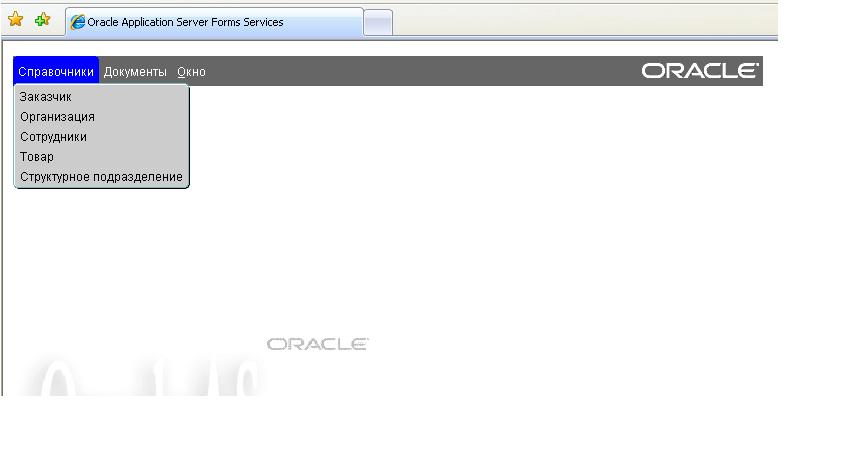 Oracle Application Server Forms Services
Справочники Документы Окно ORACLE
Заказчик
Организация
Сотрудники
Товар
Структурное подразделение
ORACLE